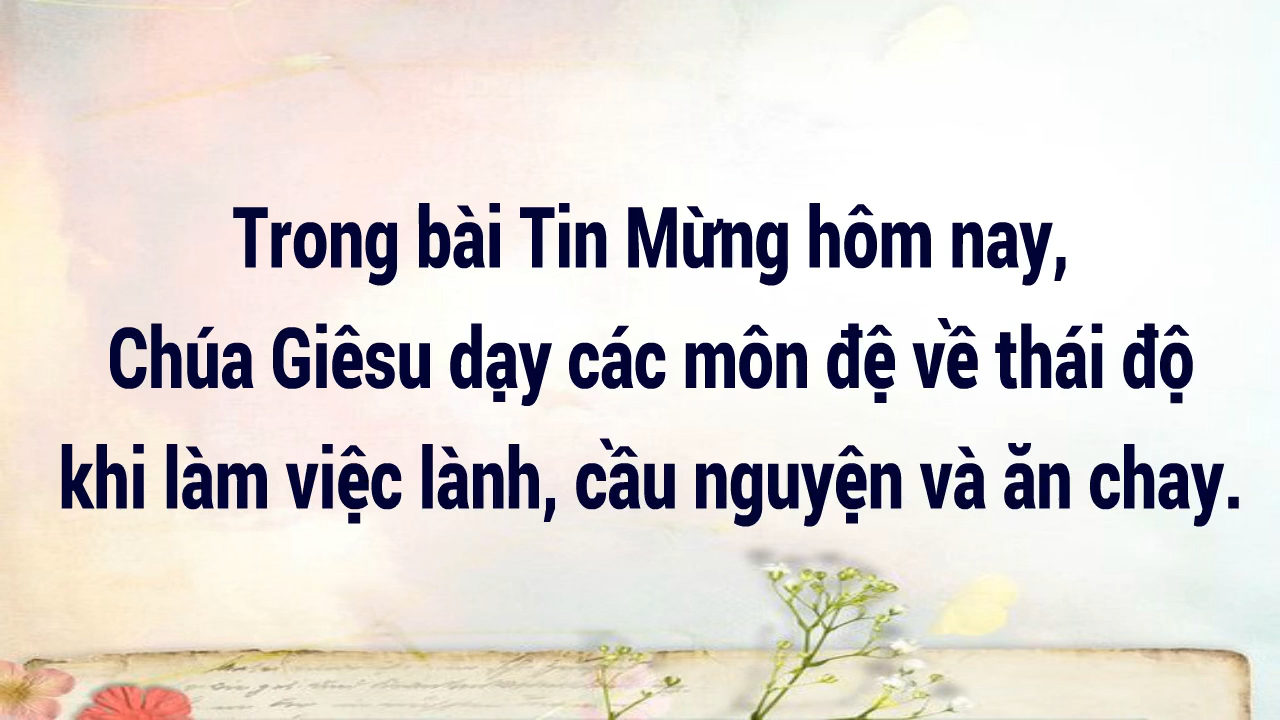 Trong bài Tin Mừng hôm nay,
Chúa Giêsu dạy các môn đệ về thái độ
khi làm việc lành, cầu nguyện và ăn chay.